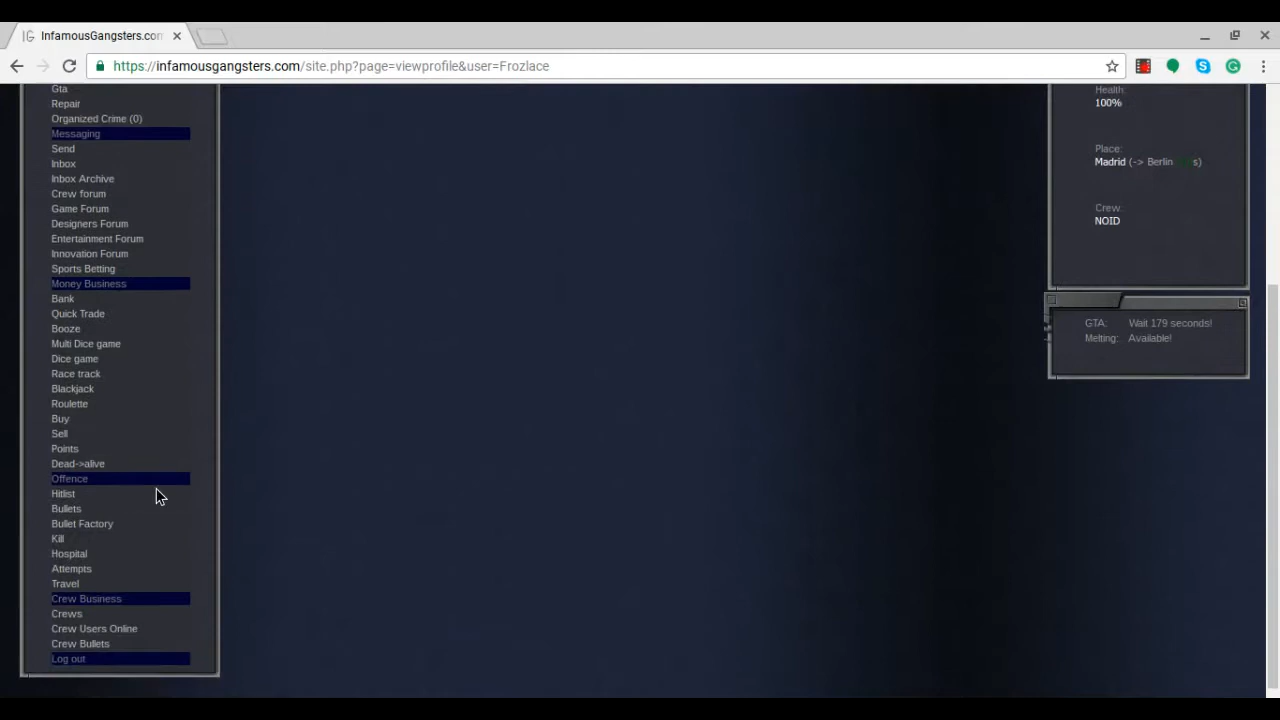 InfamousGangsters.com
https://infamousgangsters.com/site.php?page=viewprofile&user=Frozlace
Gta
Repair
Organized Crime (0)
Messaging
Send
Inbox
Inbox Archive
Crew forum
Game Forum
Designers Forum
Entertainment Forum
Innovation Forum
Sports Betting
Money Business
Bank
Quick Trade
Booze
Multi Dice game
Dice game
Race track
Blackjack
Roulette
Buy
Sell
Points
Dead->alive
Offence
Hitlist
Bullets
Bullet Factory
Kill
Hospital
Attempts
Travel
Crew Business
Crews
Crew Users Online
Crew Bullets
Log out
Health:
100%
Place:
Madrid (-> Berlin s)
Crew:
NOID
GTA: Wait 179 seconds!
Melting: Available!